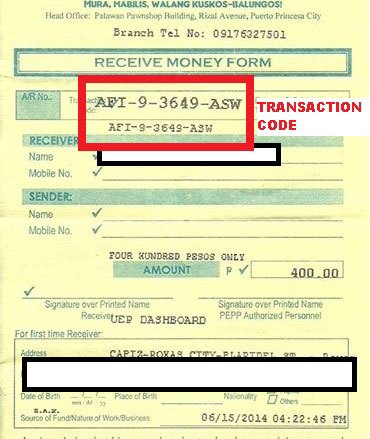 MURA, MABILIS, WALANG KUSKOS-BALUNGOS!
Head Office: Palawan Pawnshop Building, Rizal Avenue, Puerto Princesa City
Branch Tel No: 09176327501
RECEIVE MONEY FORM
A/R No.:
AFI-9-3649-ASW
AFI-9-3649-ASW
TRANSACTION
CODE
RECEIVER
Name
Mobile No.
SENDER:
Name
Mobile No.
FOUR HUNDRED PESOS ONLY
AMOUNT P 400.00
Signature over Printed Name Signature over Printed Name
Receiver UEP DASHBOARD PEPP Authorized Personnel
For first time Receiver:
Address CAPIZ-ROXAS CITY-PLARIDEL ST
Date of Birth mm / dd / yy Place of Birth Nationality Others
Source of Fund/Nature of Work/Business 06/15/2014 04:22:46 PM